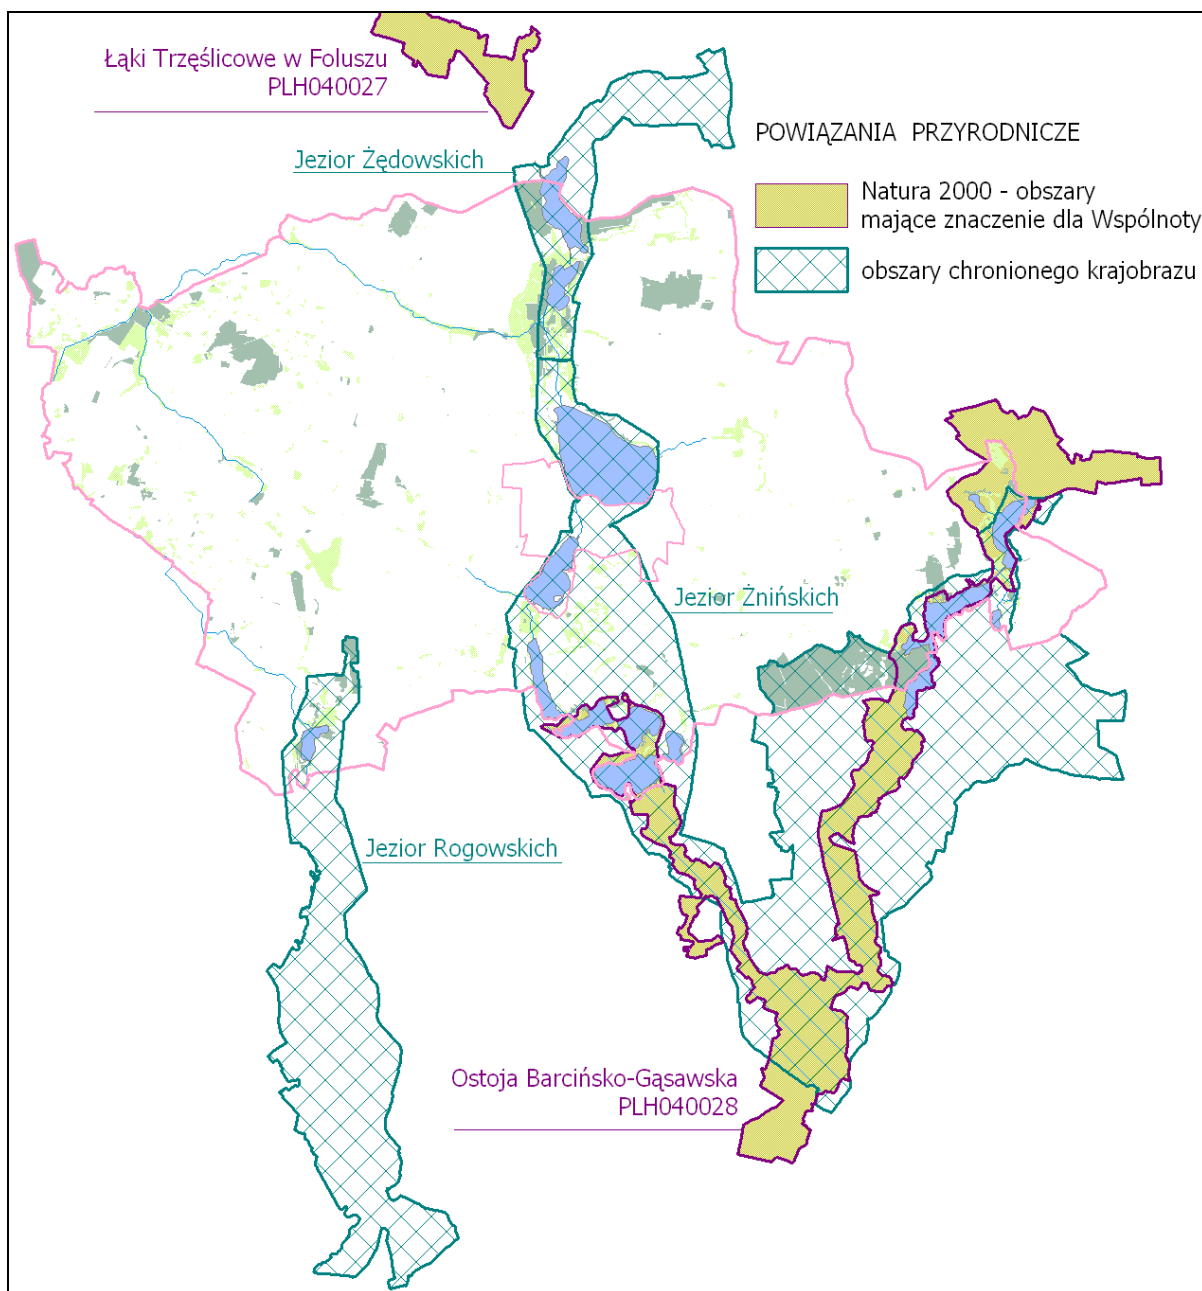 Łąki Trzęślicowe w Foluszu
PLH040027
Jezior Żędowskich
POWIĄZANIA PRZYRODNICZE
Natura 2000 - obszary
mające znaczenie dla Wspólnoty
obszary chronionego krajobrazu
Jezior Żnińskich
Jezior Rogowskich
Ostoja Barcińsko-Gąsawska
PLH040028